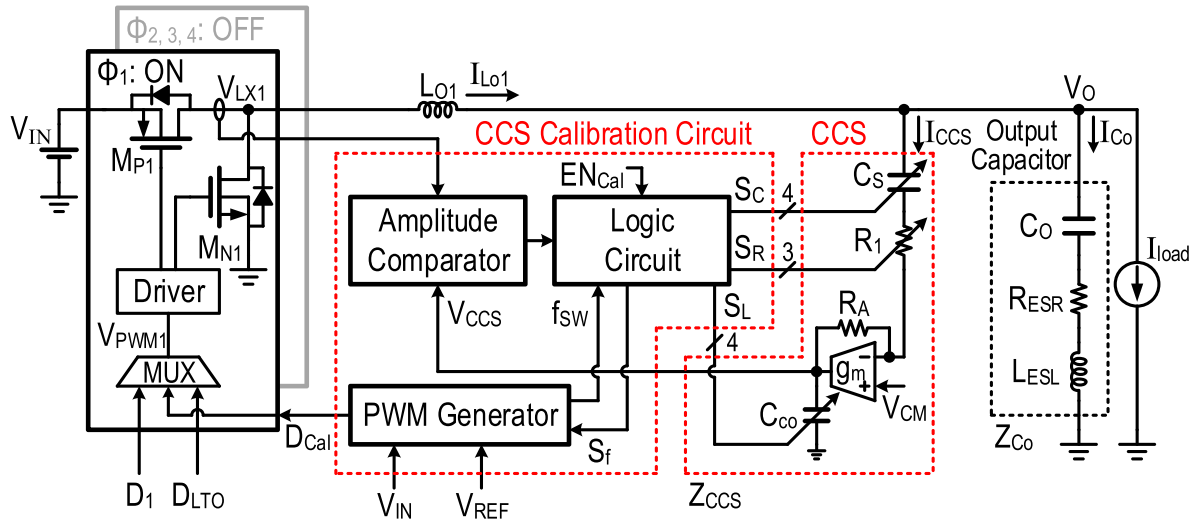 Φ2, 3, 4: OFF
Φ1: ON
VLX1
LO1
ILo1
VO
VIN
MP1
CCS Calibration Circuit
CCS
ICCS
Output
Capacitor
ICo
ENCal
SC
4
CS
MN1
Amplitude
Comparator
Logic
Circuit
SR
3
R1
CO
Iload
Driver
VCCS
fSW
SL
4
RA
RESR
VPWM1
MUX
gm
−
+
LESL
PWM Generator
DCal
Sf
Cco
VCM
ZCo
D1
DLTO
VIN
VREF
ZCCS